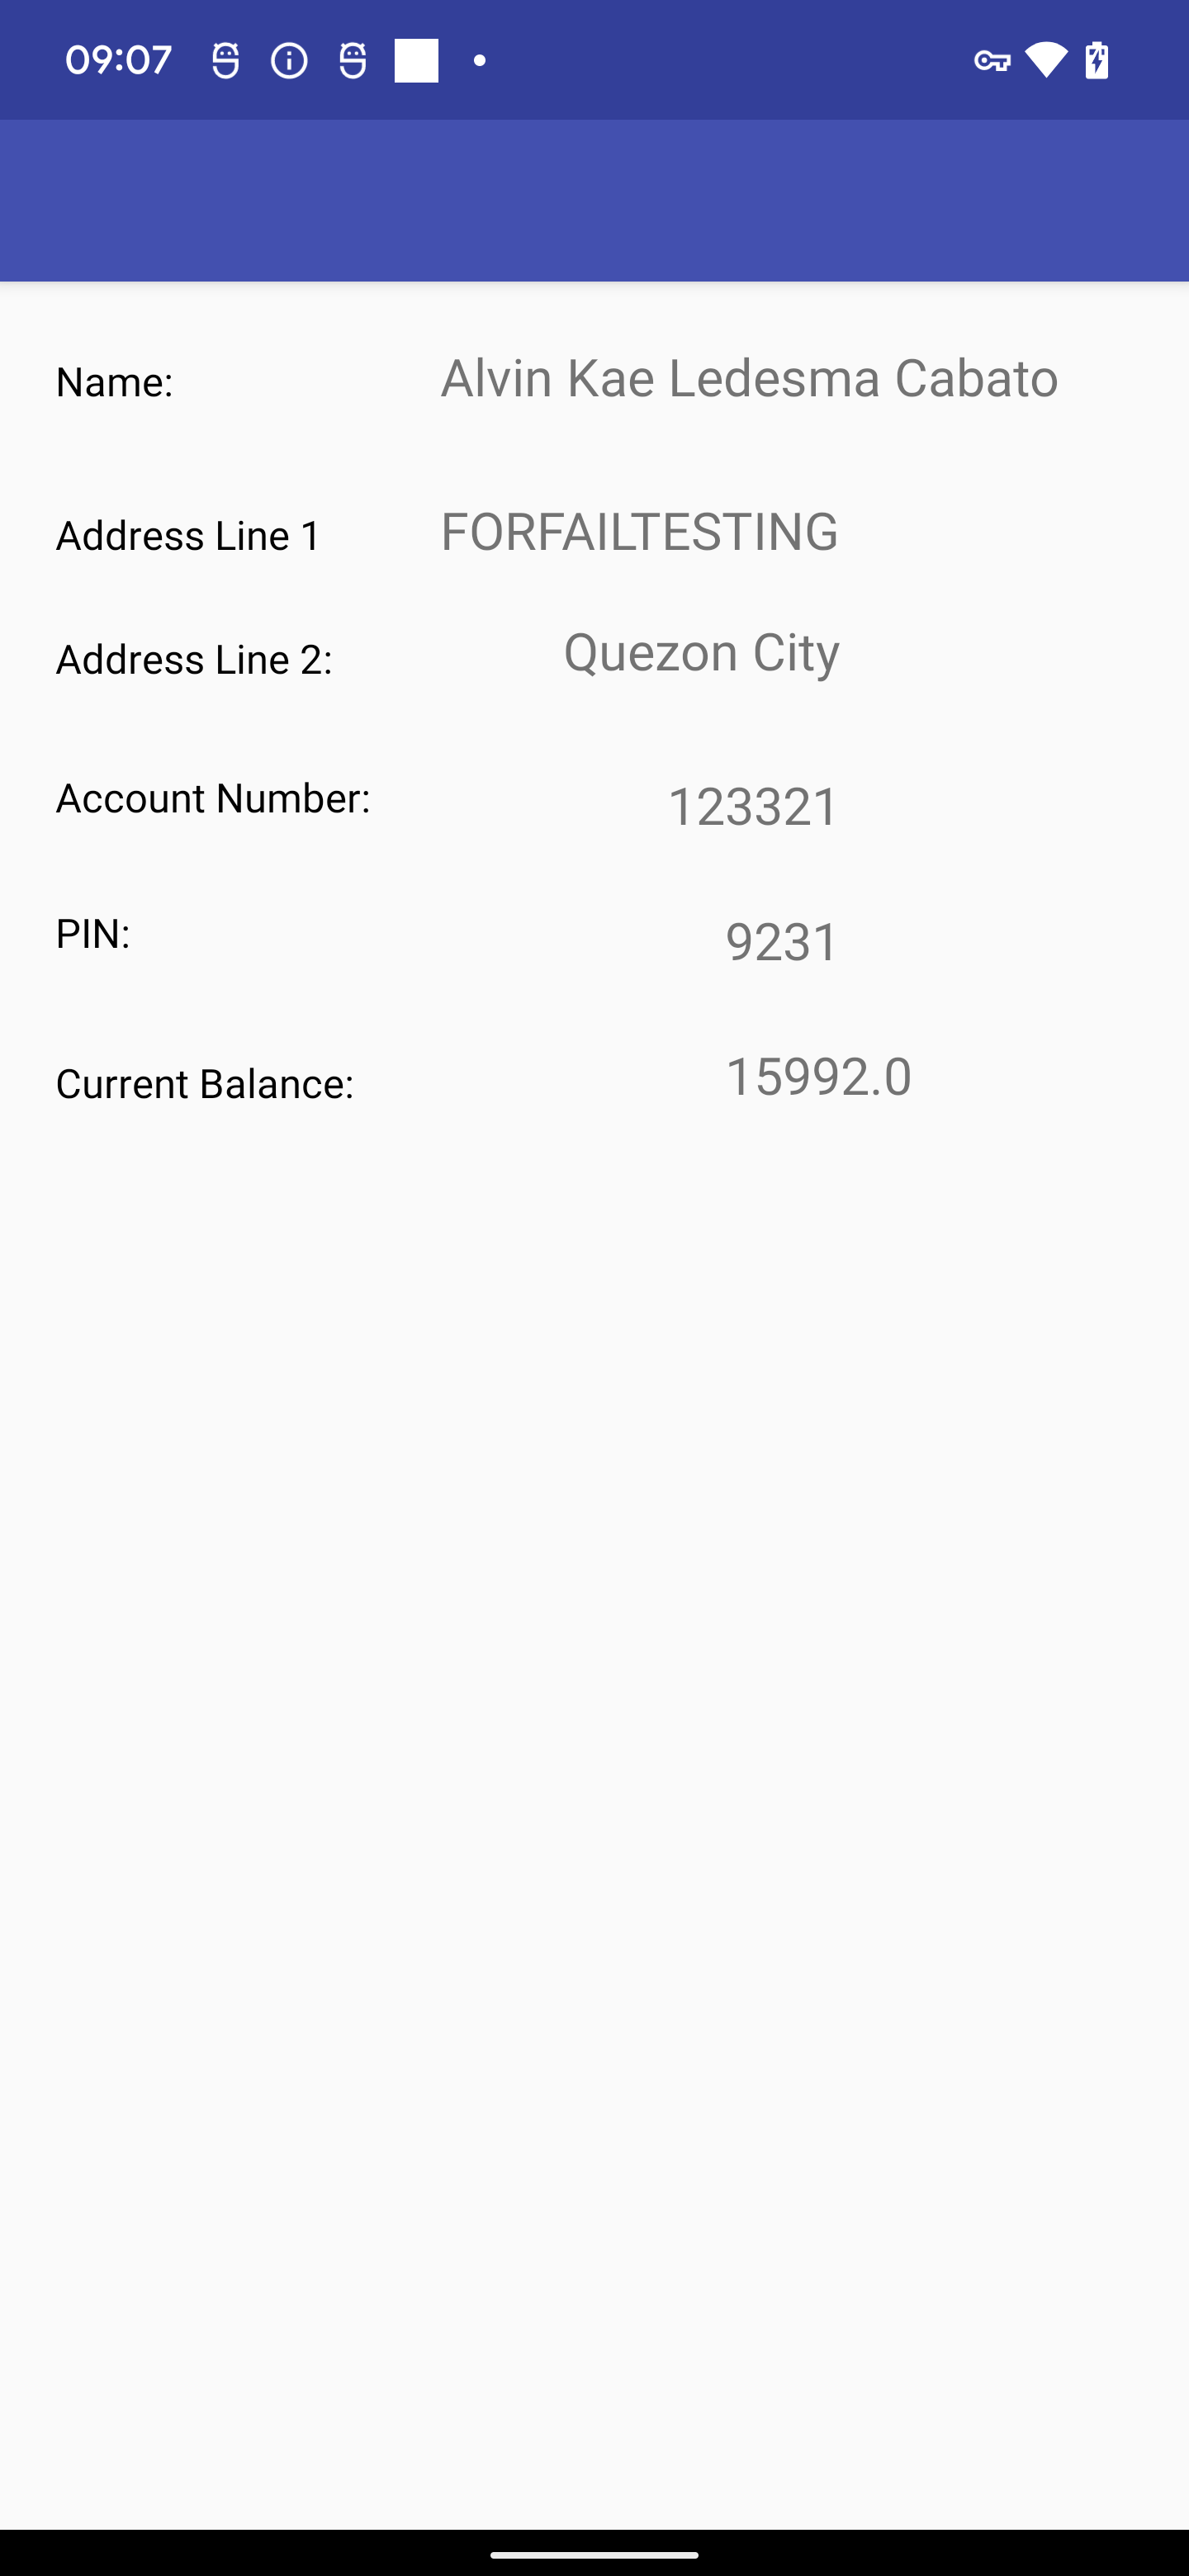 09:07
Name: Alvin Kae Ledesma Cabato
Address Line 1 FORFAILTESTING
Address Line 2: Quezon City
Account Number: 123321
PIN: 9231
Current Balance: 15992.0